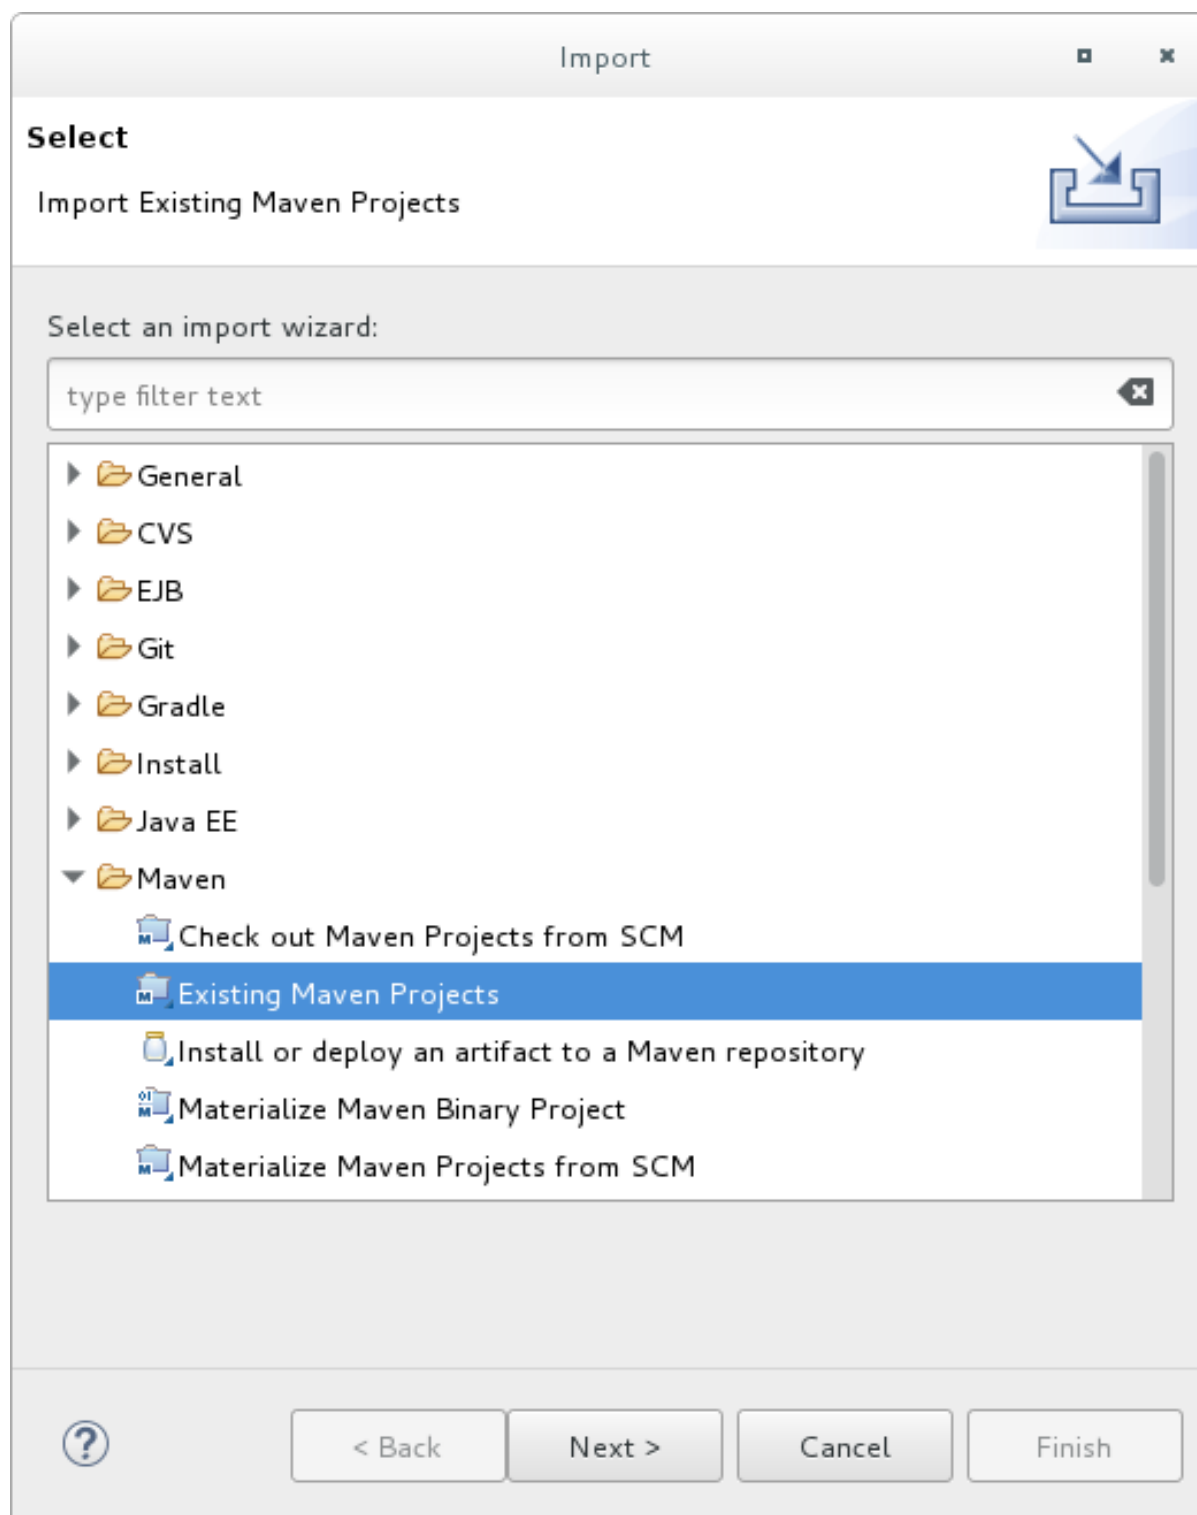 Import
Select
Import Existing Maven Projects
Select an import wizard:
type filter text
General
CVS
EJB
Git
Gradle
Install
Java EE
Maven
Check out Maven Projects from SCM
Existing Maven Projects
Install or deploy an artifact to a Maven repository
Materialize Maven Binary Project
Materialize Maven Projects from SCM
< Back Next > Cancel Finish